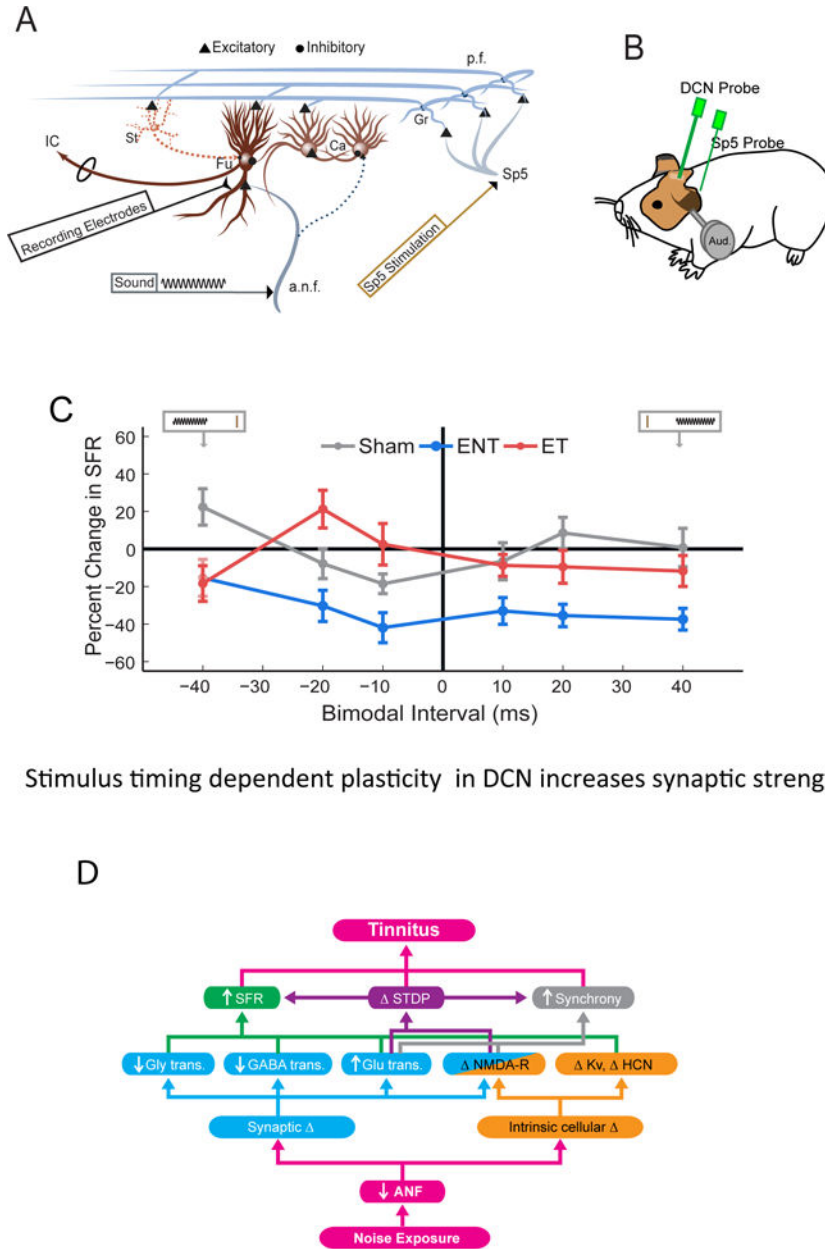 A
▲Excitatory ●Inhibitory
p.f.
St
Gr
IC
Fu
Ca
Sp5
Recording Electrodes
Sp5 Stimulation
Sound
a.n.f.
B
DCN Probe
Sp5 Probe
Aud.
C
Sham ENT ET
Percent Change in SFR
60
40
20
0
−20
−40
−60
−40 −30 −20 −10 0 10 20 30 40
Bimodal Interval (ms)
Stimulus timing dependent plasticity in DCN increases synaptic streng
D
Tinnitus
↑SFR Δ STDP ↑Synchrony
↓Gly trans. ↓GABA trans. ↑Glu trans. Δ NMDA-R Δ Kv, Δ HCN
Synaptic Δ Intrinsic cellular Δ
↓ ANF
Noise Exposure